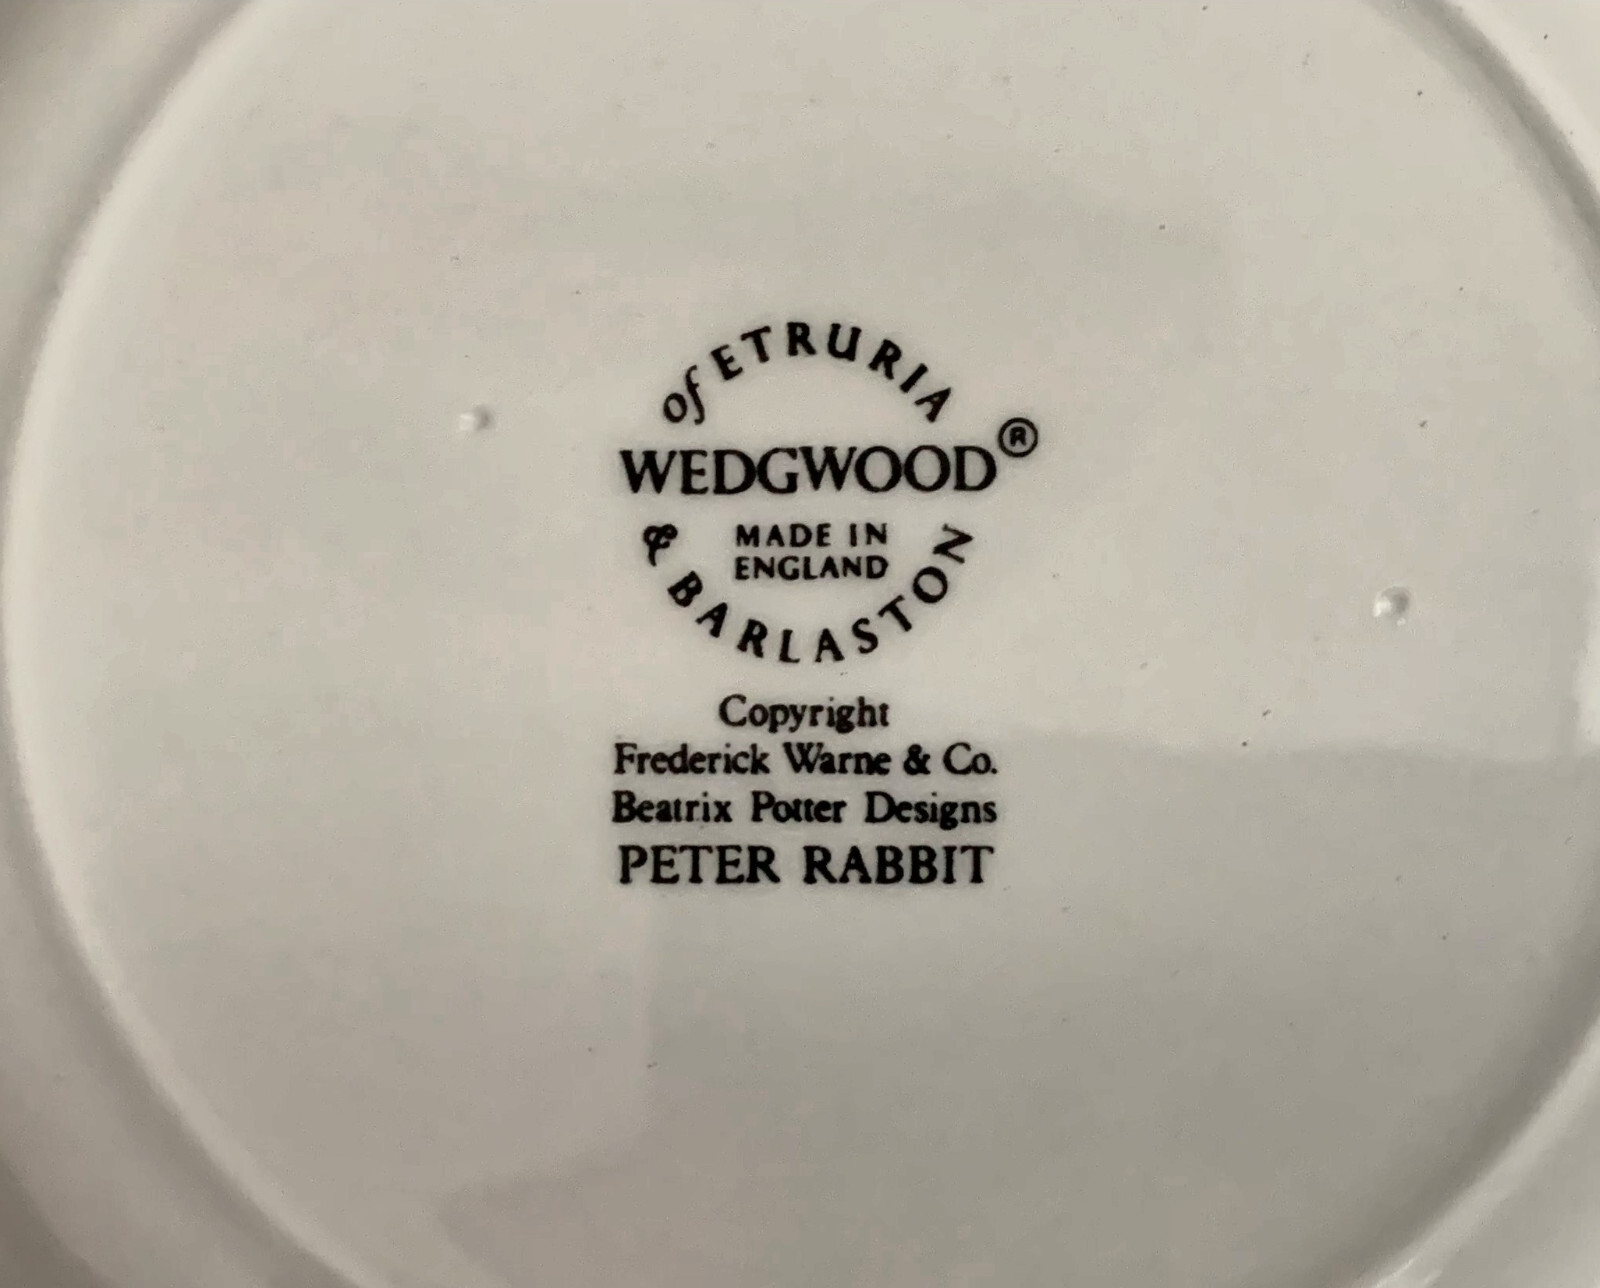 of ETRURIA
WEDGWOOD®
MADE IN
ENGLAND
& BARLASTON
Copyright
Frederick Warne & Co.
Beatrix Potter Designs
PETER RABBIT